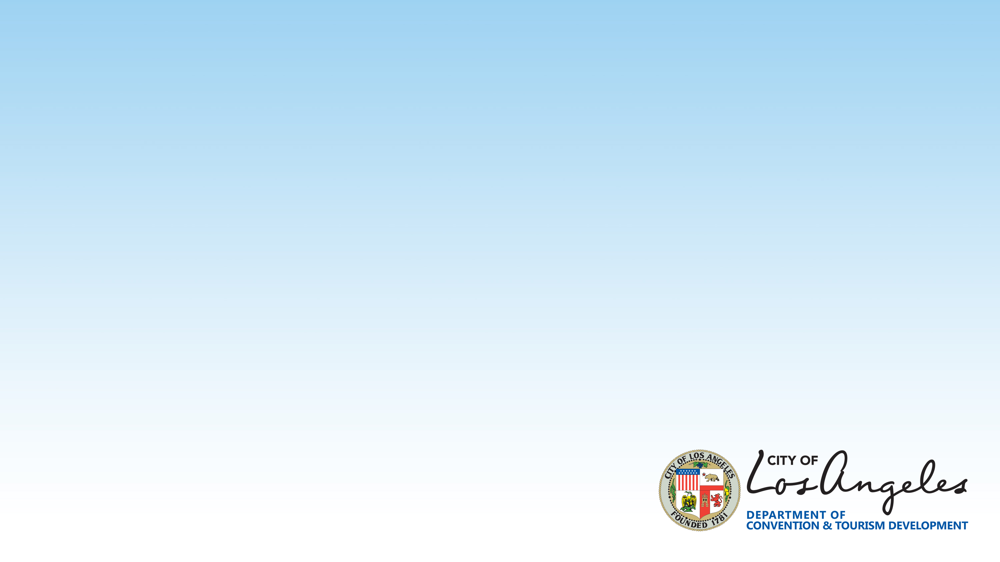 CITY OF LOS ANGELES
FOUNDED 1781
CITY OF
Los Angeles
DEPARTMENT OF
CONVENTION & TOURISM DEVELOPMENT